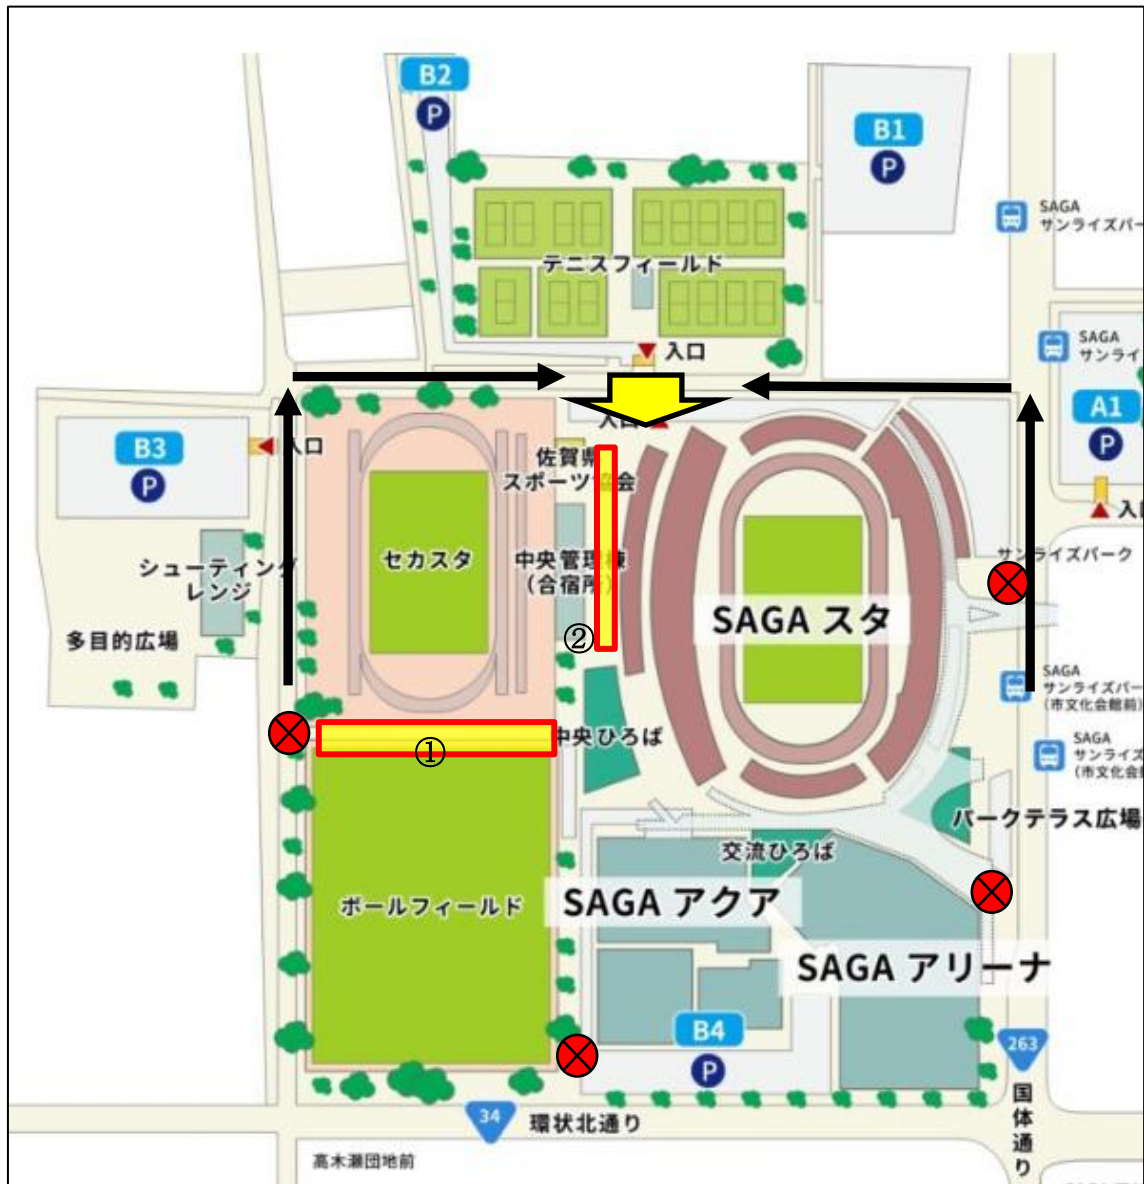 B2
P
B1
P
SAGA
サンライズパー
テニスフィールド
SAGA
サンライ
入口
A1
P
入口
B3
P
入口
入
佐賀県
スポーツ協会
シューティング
レンジ
セカスタ
中央管理棟
(合宿所)
サンライズパーク
SAGA スタ
多目的広場
②
SAGA
サンライズパー
(市文化会館前)
①
中央ひろば
SAGA
サンライズ
(市文化会
パークテラス広場
交流ひろば
ボールフィールド
SAGA アクア
SAGA アリーナ
B4
P
263
国体通り
34
環状北通り
高木瀬団地前